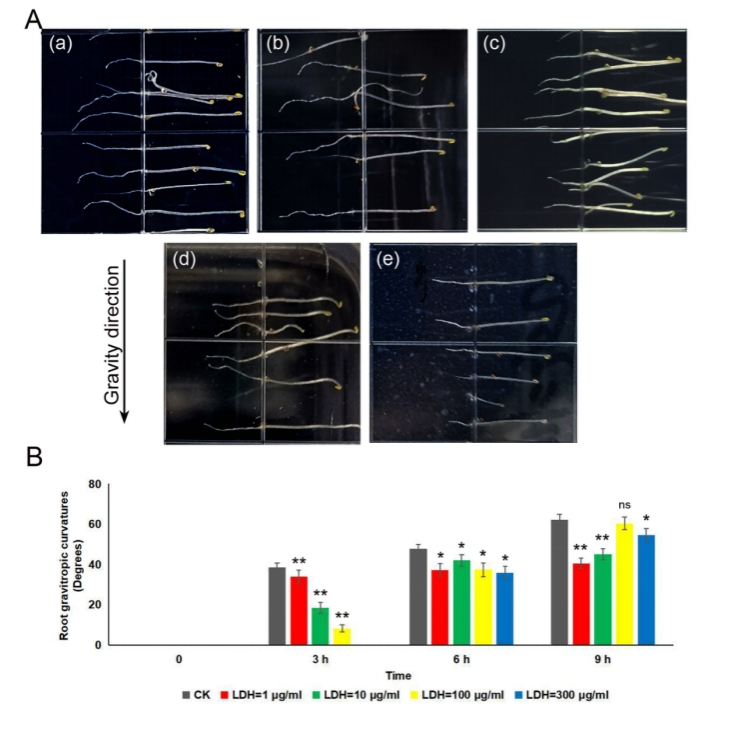 A
(a)
(b)
(c)
(d)
(e)
Gravity direction
B
Root gravitropic curvatures
(Degrees)
80
60
40
20
0
**
**
**
*
*
*
*
**
**
ns
*
0
3 h
6 h
9 h
Time
CK LDH=1 µg/ml LDH=10 µg/ml LDH=100 µg/ml LDH=300 µg/ml